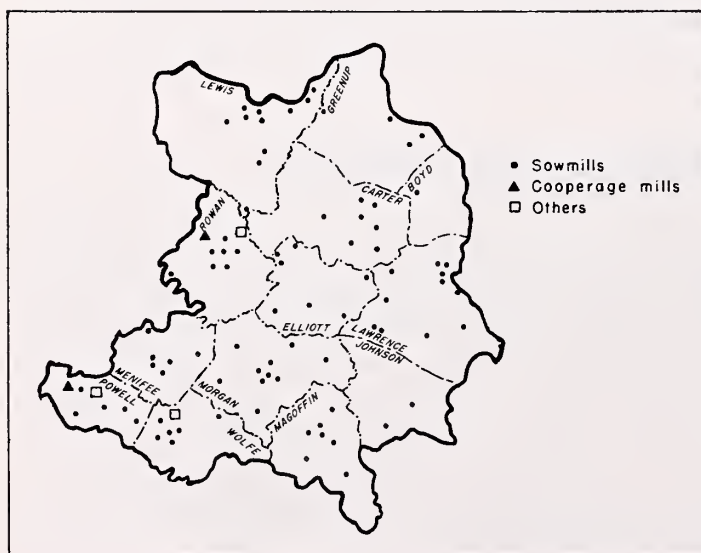 LEWIS
GREENUP
CARTER
BOYD
ROWAN
ELLIOTT
LAWRENCE
JOHNSON
MENIFEE
POWELL
MORGAN
WOLFE
MAGOFFIN
Sawmills
Cooperage mills
Others